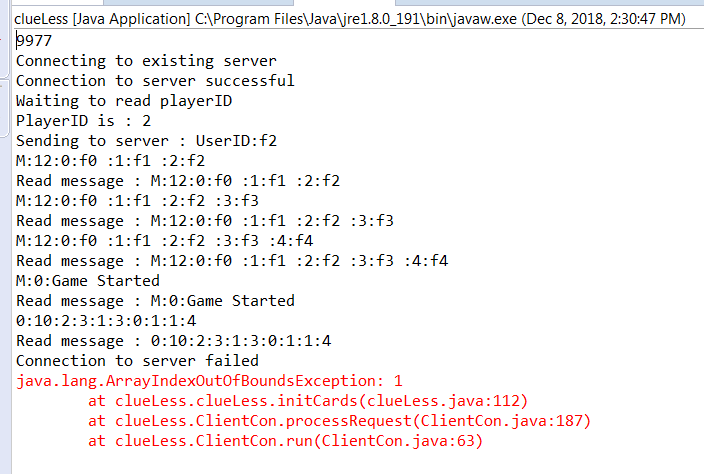 clueLess [Java Application] C:\Program Files\Java\jre1.8.0_191\bin\javaw.exe (Dec 8, 2018, 2:30:47 PM)
9977
Connecting to existing server
Connection to server successful
Waiting to read playerID
PlayerID is : 2
Sending to server : UserID:f2
M:12:0:f0 :1:f1 :2:f2
Read message : M:12:0:f0 :1:f1 :2:f2
M:12:0:f0 :1:f1 :2:f2 :3:f3
Read message : M:12:0:f0 :1:f1 :2:f2 :3:f3
M:12:0:f0 :1:f1 :2:f2 :3:f3 :4:f4
Read message : M:12:0:f0 :1:f1 :2:f2 :3:f3 :4:f4
M:0:Game Started
Read message : M:0:Game Started
0:10:2:3:1:3:0:1:1:4
Read message : 0:10:2:3:1:3:0:1:1:4
Connection to server failed
java.lang.ArrayIndexOutOfBoundsException: 1
at clueLess.clueLess.initCards(clueLess.java:112)
at clueLess.ClientCon.processRequest(ClientCon.java:187)
at clueLess.ClientCon.run(ClientCon.java:63)